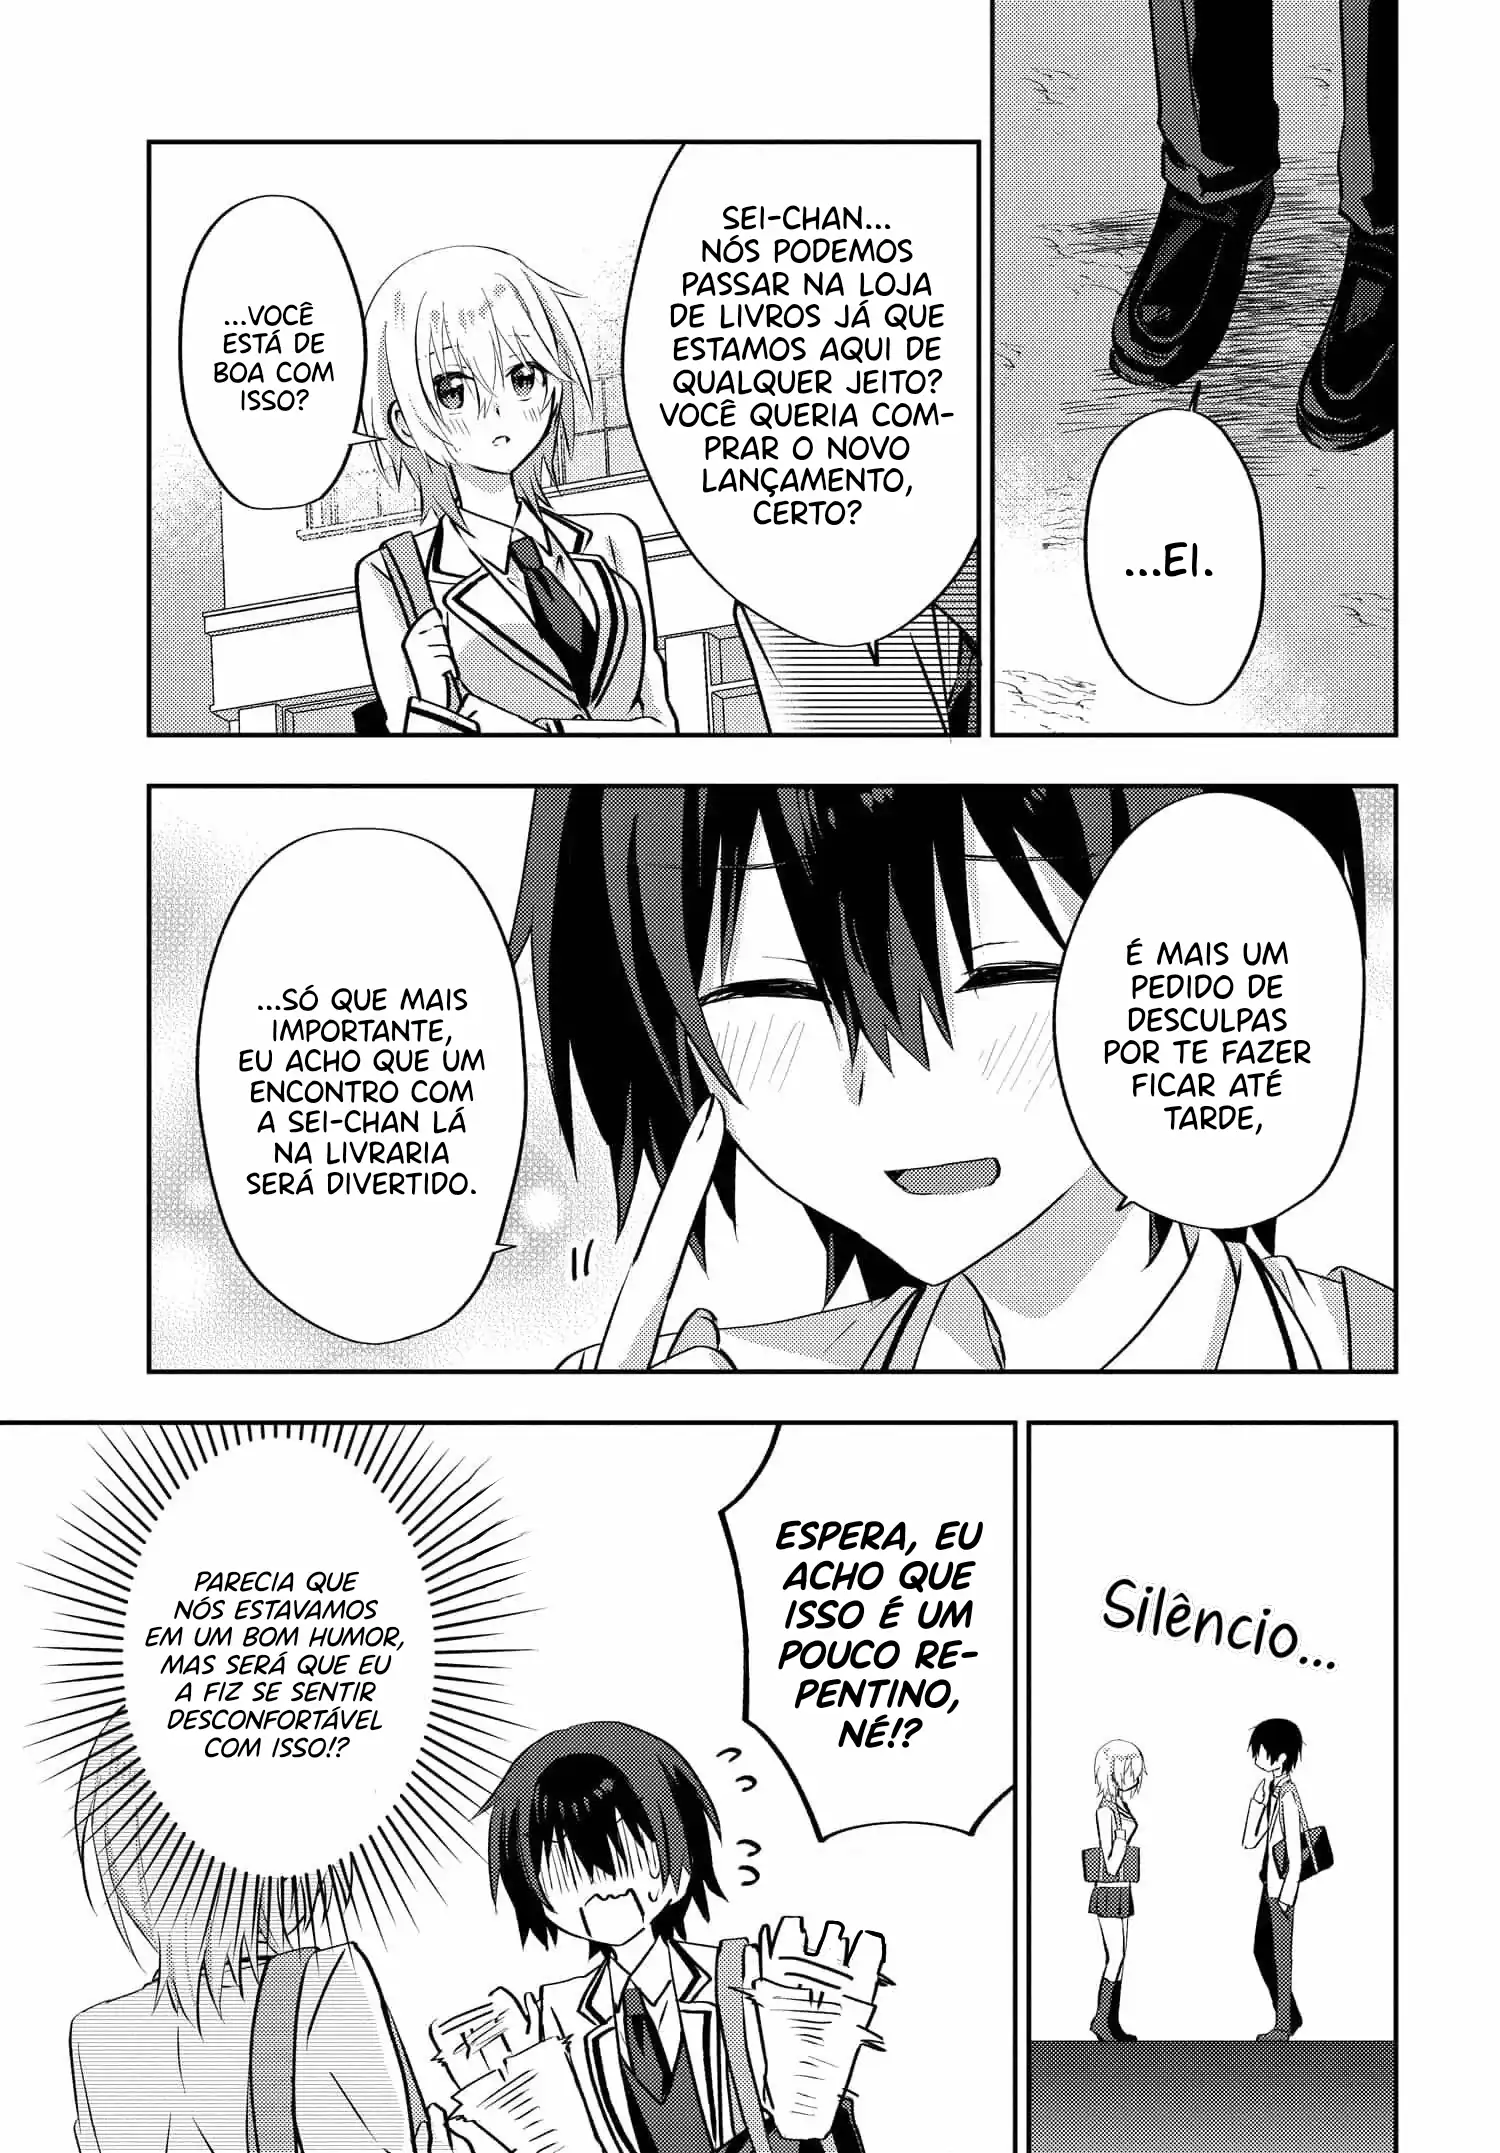 ...EI.
SEI-CHAN...
NÓS PODEMOS
PASSAR NA LOJA
DE LIVROS JÁ QUE
ESTAMOS AQUI DE
QUALQUER JEITO?
VOCÊ QUERIA COM-
PRAR O NOVO
LANÇAMENTO,
CERTO?
...VOCÊ
ESTÁ DE
BOA COM
ISSO?
É MAIS UM
PEDIDO DE
DESCULPAS
POR TE FAZER
FICAR ATÉ
TARDE,
...SÓ QUE MAIS
IMPORTANTE,
EU ACHO QUE UM
ENCONTRO COM
A SEI-CHAN LÁ
NA LIVRARIA
SERÁ DIVERTIDO.
Silêncio...
ESPERA, EU
ACHO QUE
ISSO É UM
POUCO RE-
PENTINO,
NÉ!?
PARECIA QUE
NÓS ESTAVAMOS
EM UM BOM HUMOR,
MAS SERÁ QUE EU
A FIZ SE SENTIR
DESCONFORTÁVEL
COM ISSO!?